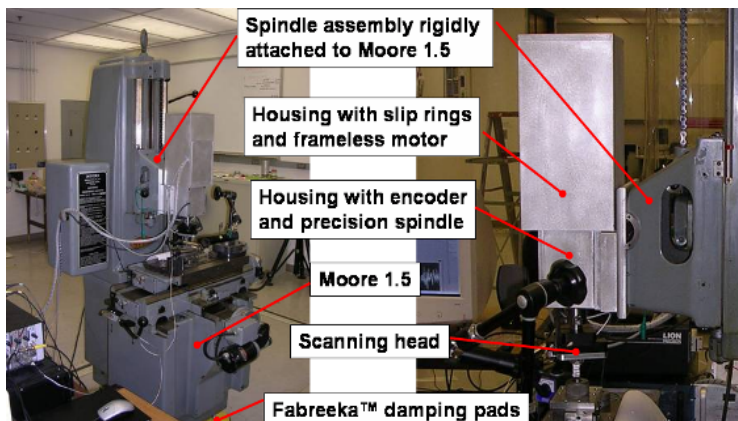 Spindle assembly rigidly
attached to Moore 1.5
Housing with slip rings
and frameless motor
Housing with encoder
and precision spindle
Moore 1.5
Scanning head
LION
Fabreeka™ damping pads